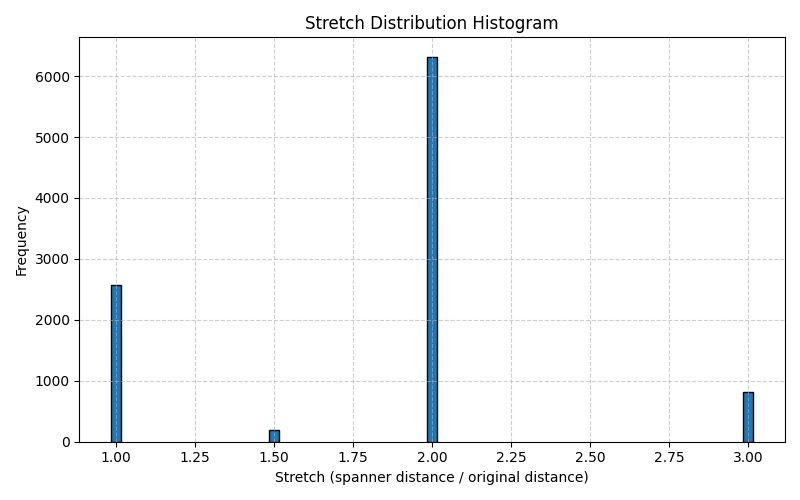 Stretch Distribution Histogram
Frequency
6000
5000
4000
3000
2000
1000
0
1.00 1.25 1.50 1.75 2.00 2.25 2.50 2.75 3.00
Stretch (spanner distance / original distance)